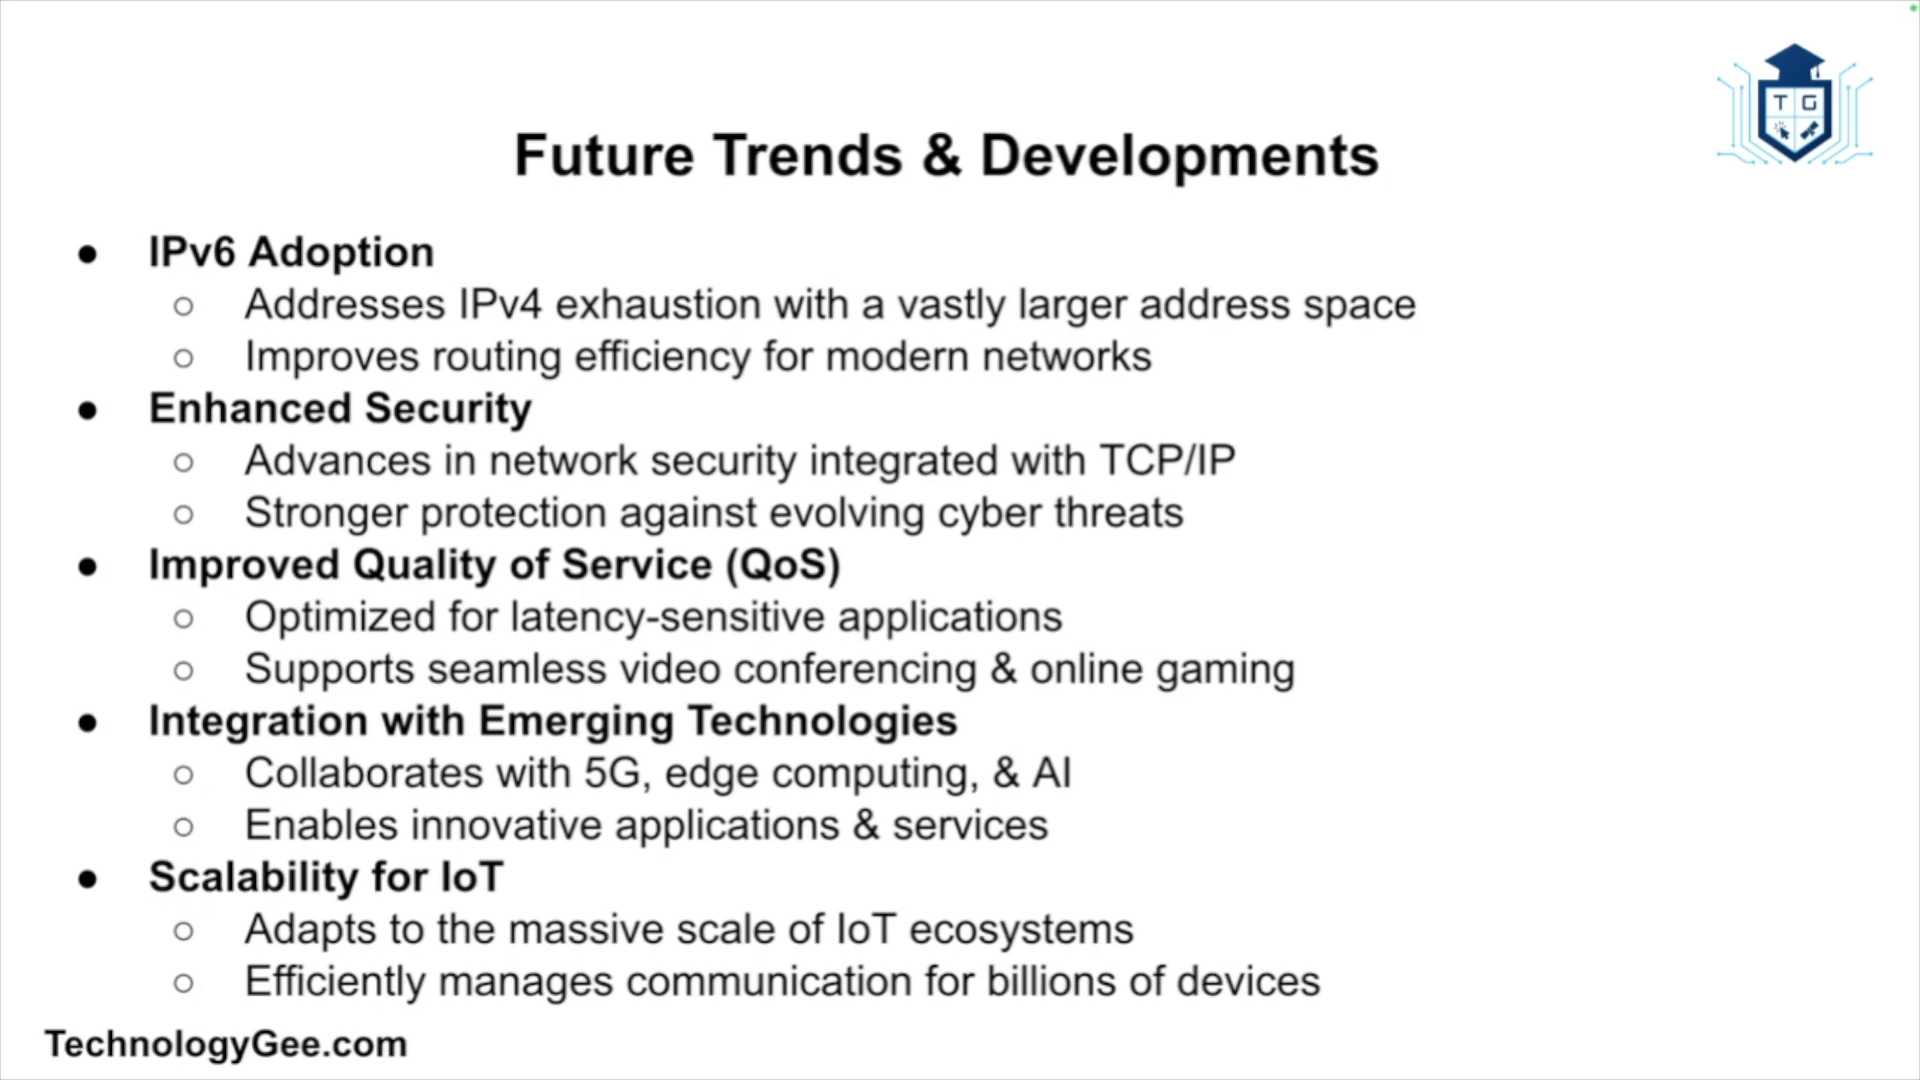 T G
Future Trends & Developments
● IPv6 Adoption
○ Addresses IPv4 exhaustion with a vastly larger address space
○ Improves routing efficiency for modern networks
● Enhanced Security
○ Advances in network security integrated with TCP/IP
○ Stronger protection against evolving cyber threats
● Improved Quality of Service (QoS)
○ Optimized for latency-sensitive applications
○ Supports seamless video conferencing & online gaming
● Integration with Emerging Technologies
○ Collaborates with 5G, edge computing, & AI
○ Enables innovative applications & services
● Scalability for IoT
○ Adapts to the massive scale of IoT ecosystems
○ Efficiently manages communication for billions of devices
TechnologyGee.com